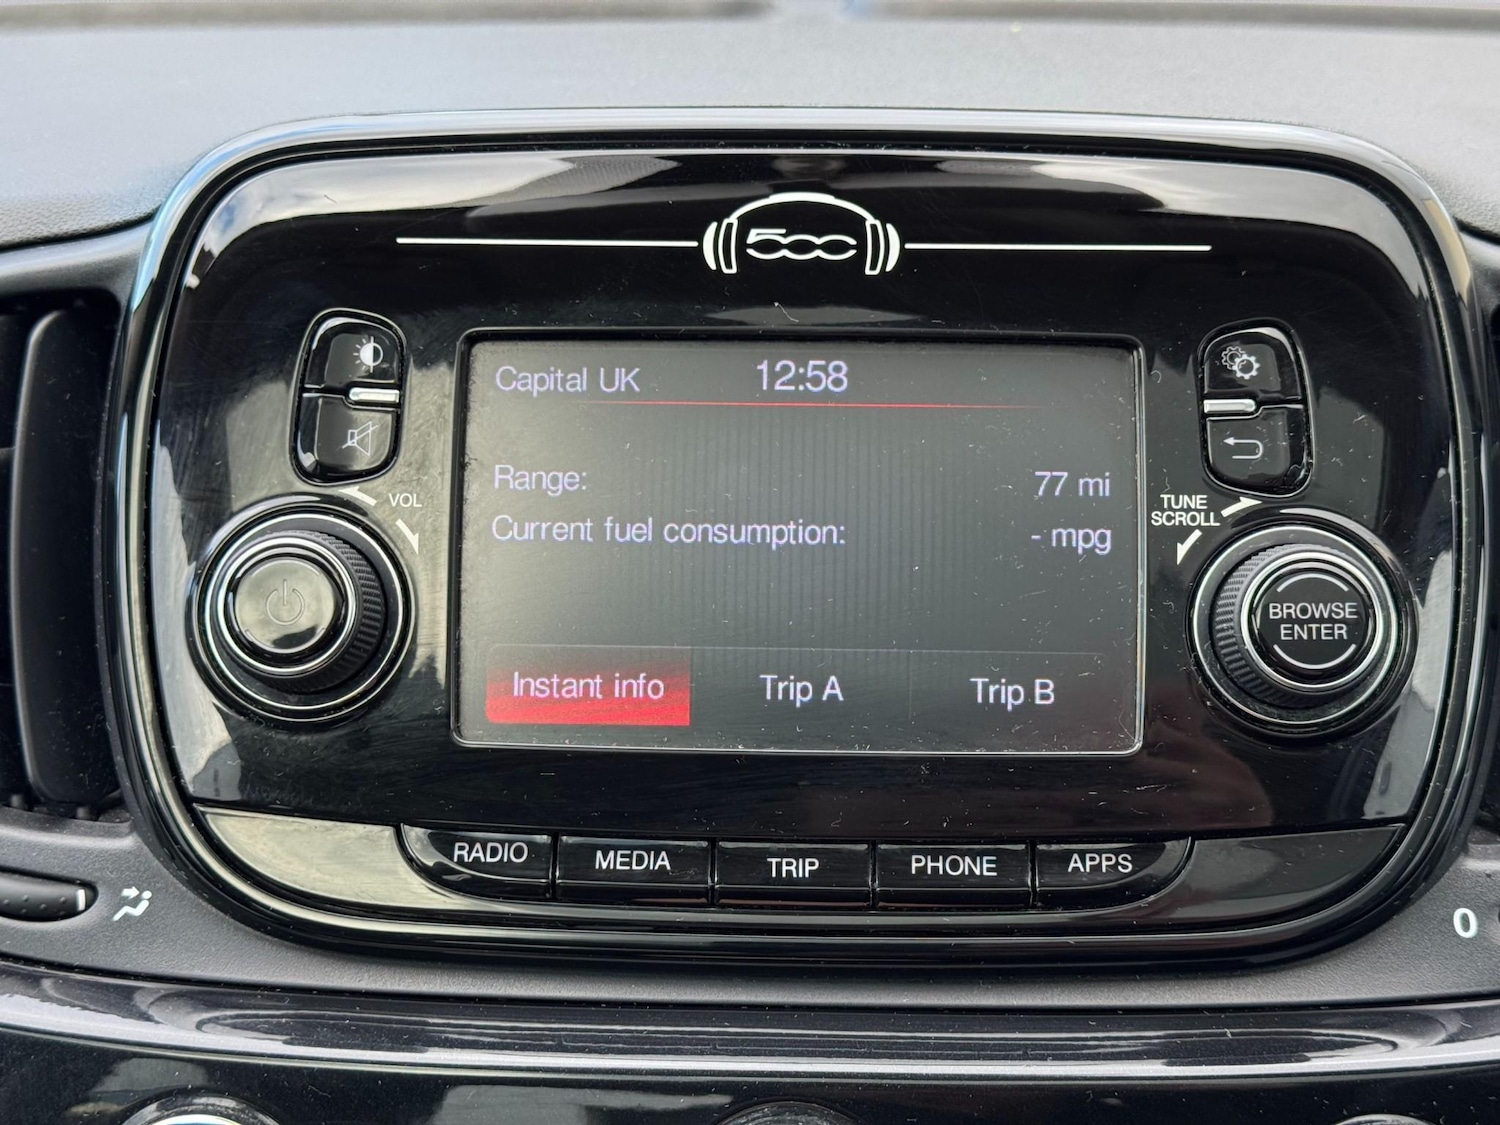 500
Capital UK 12:58
VOL
Range: 77 mi
TUNE
SCROLL
Current fuel consumption: - mpg
BROWSE
ENTER
Instant info Trip A Trip B
RADIO MEDIA TRIP PHONE APPS
0